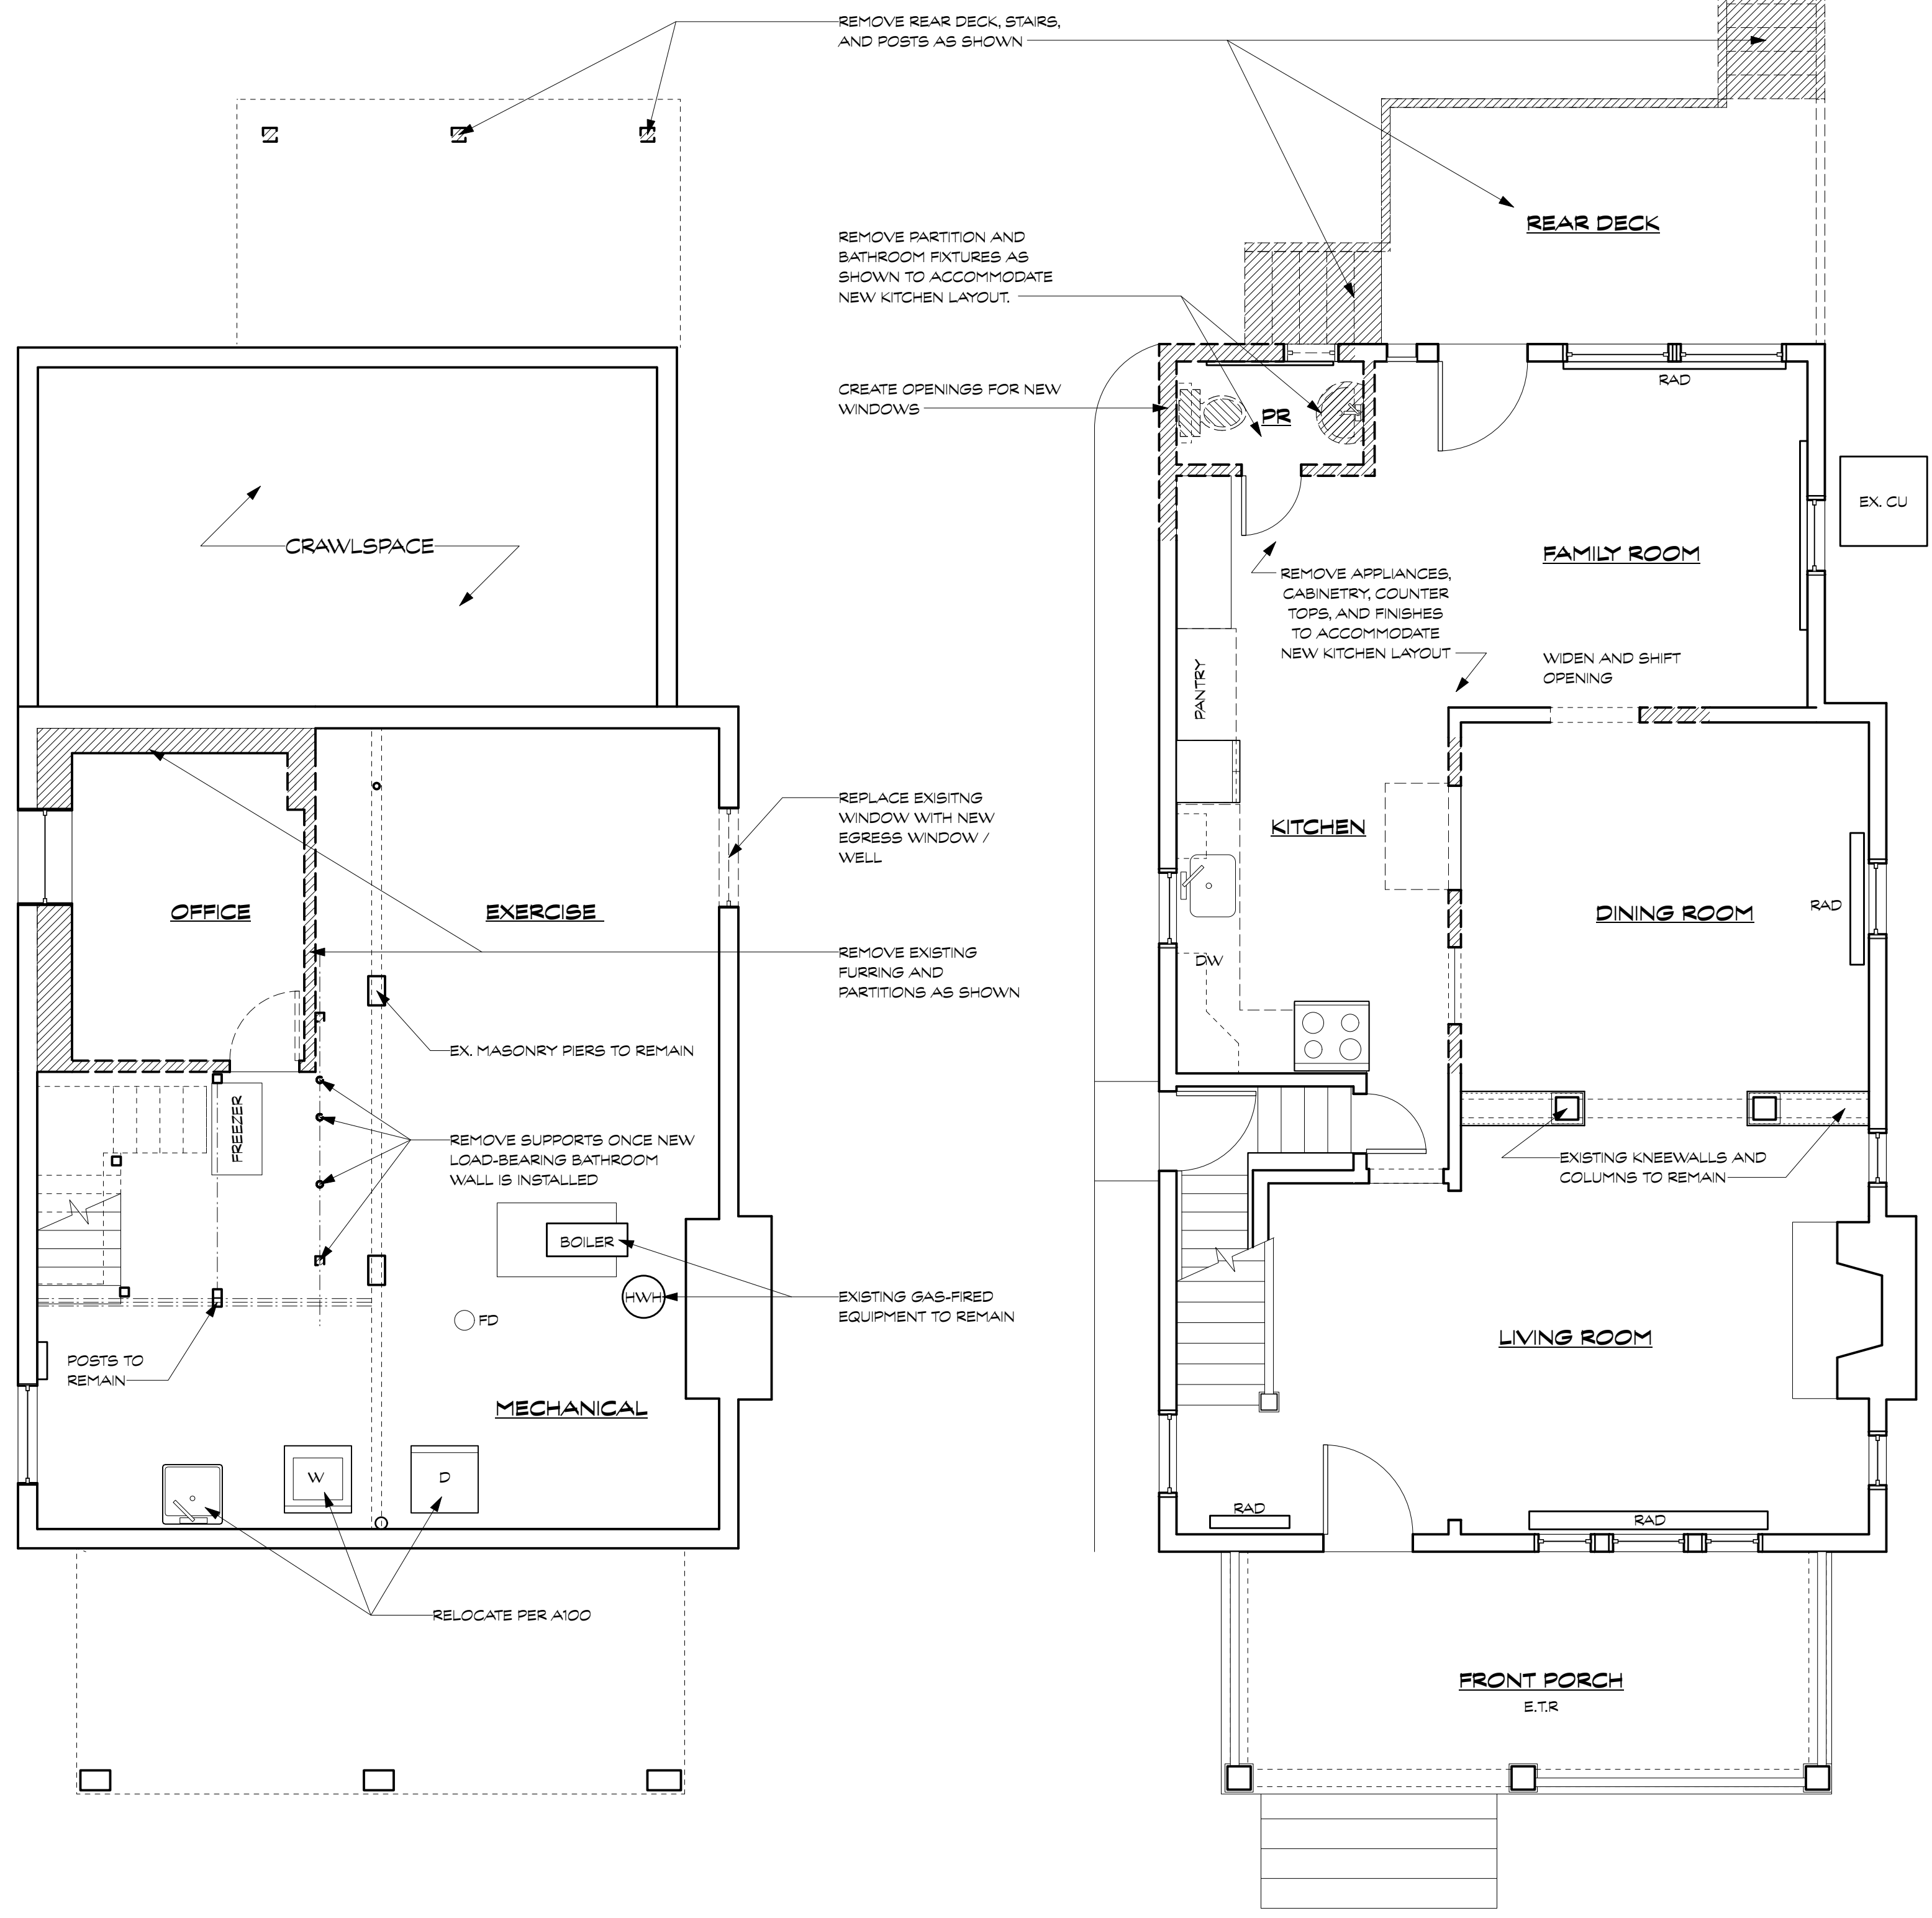 REMOVE REAR DECK, STAIRS,
AND POSTS AS SHOWN
REAR DECK
REMOVE PARTITION AND
BATHROOM FIXTURES AS
SHOWN TO ACCOMMODATE
NEW KITCHEN LAYOUT.
CREATE OPENINGS FOR NEW
WINDOWS
RAD
PR
EX. CU
CRAWLSPACE
FAMILY ROOM
REMOVE APPLIANCES,
CABINETRY, COUNTER
TOPS, AND FINISHES
TO ACCOMMODATE
NEW KITCHEN LAYOUT
WIDEN AND SHIFT
OPENING
PANTRY
REPLACE EXISITNG
WINDOW WITH NEW
EGRESS WINDOW /
WELL
KITCHEN
OFFICE
EXERCISE
DINING ROOM
RAD
REMOVE EXISTING
FURRING AND
PARTITIONS AS SHOWN
DW
EX. MASONRY PIERS TO REMAIN
FREEZER
REMOVE SUPPORTS ONCE NEW
LOAD-BEARING BATHROOM
WALL IS INSTALLED
EXISTING KNEEWALLS AND
COLUMNS TO REMAIN
BOILER
HWH
EXISTING GAS-FIRED
EQUIPMENT TO REMAIN
FD
LIVING ROOM
POSTS TO
REMAIN
MECHANICAL
W
D
RAD
RAD
RELOCATE PER A100
FRONT PORCH
E.T.R